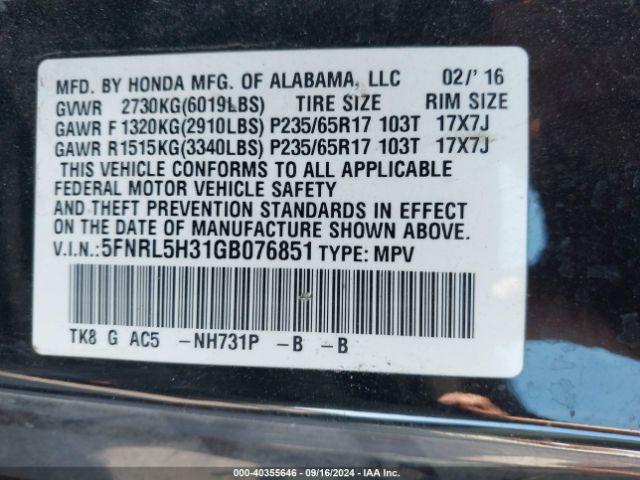 MFD. BY HONDA MFG. OF ALABAMA, LLC 02/' 16
GVWR 2730KG(6019LBS) TIRE SIZE RIM SIZE
GAWR F1320KG(2910LBS) P235/65R17 103T 17X7J
GAWR R1515KG(3340LBS) P235/65R17 103T 17X7J
THIS VEHICLE CONFORMS TO ALL APPLICABLE
FEDERAL MOTOR VEHICLE SAFETY
AND THEFT PREVENTION STANDARDS IN EFFECT
ON THE DATE OF MANUFACTURE SHOWN ABOVE.
V.I.N.:5FNRL5H31GB076851 TYPE: MPV
TK8 G AC5 -NH731P -B -B
000-40355646 - 09/16/2024 - IAA Inc.